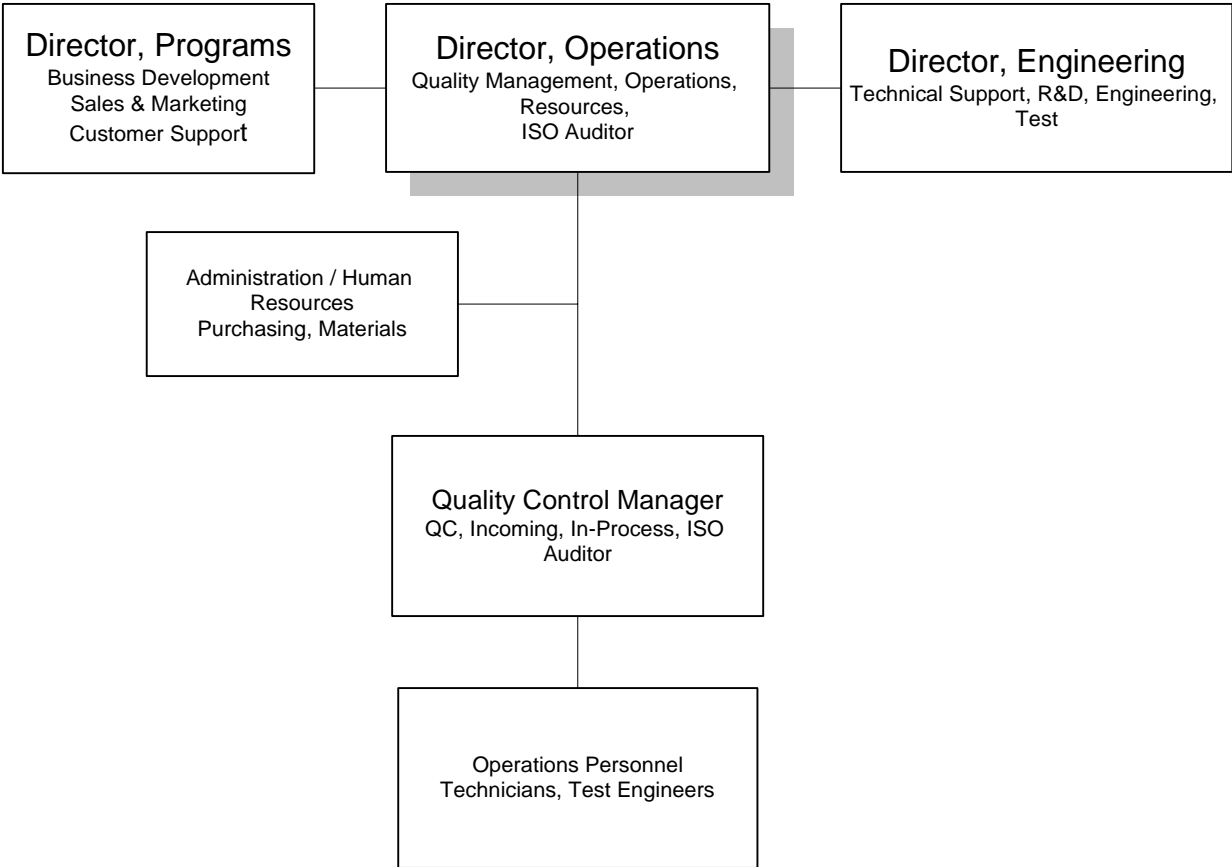 Director, Programs
Business Development
Sales & Marketing
Customer Support
Director, Operations
Quality Management, Operations,
Resources,
ISO Auditor
Director, Engineering
Technical Support, R&D, Engineering,
Test
Administration / Human
Resources
Purchasing, Materials
Quality Control Manager
QC, Incoming, In-Process, ISO
Auditor
Operations Personnel
Technicians, Test Engineers